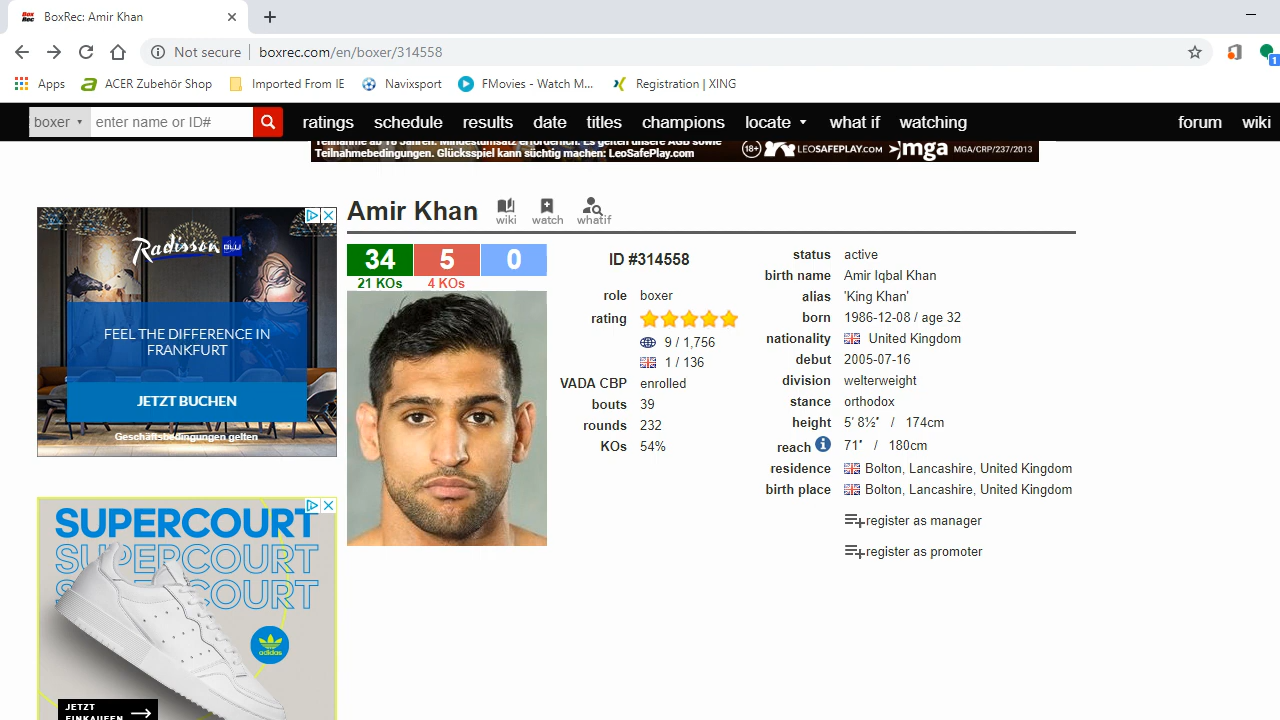 BoxRec: Amir Khan
Not secure
boxrec.com/en/boxer/314558
1
Apps
ACER Zubehör Shop
Imported From IE
Navixsport
FMovies - Watch M...
Registration | XING
boxer
enter name or ID#
ratings
schedule
results
date
titles
champions
locate
what if
watching
forum
wiki
Teilnahmebedingungen. Glücksspiel kann süchtig machen: LeoSafePlay.com
18+
LEOSAFEPLAY.COM
mga
MGA/CRP/237/2013
Amir Khan
wiki
watch
whatif
34 5 0
21 KOs 4 KOs
ID #314558
role boxer
rating
9 / 1,756
1 / 136
VADA CBP enrolled
bouts 39
rounds 232
KOs 54%
status active
birth name Amir Iqbal Khan
alias 'King Khan'
born 1986-12-08 / age 32
nationality United Kingdom
debut 2005-07-16
division welterweight
stance orthodox
height 5′ 8½″ / 174cm
reach 71″ / 180cm
residence Bolton, Lancashire, United Kingdom
birth place Bolton, Lancashire, United Kingdom
register as manager
register as promoter
Radisson BLU
FEEL THE DIFFERENCE IN
FRANKFURT
JETZT BUCHEN
Geschäftsbedingungen gelten
SUPERCOURT
SUPERCOURT
adidas
JETZT
EINKAUFEN